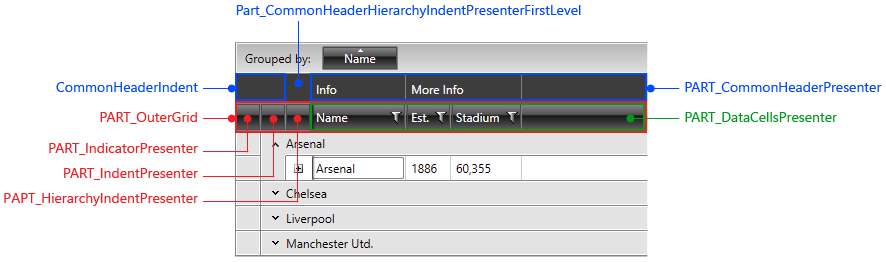 Part_CommonHeaderHierarchyIndentPresenterFirstLevel
Grouped by: Name
CommonHeaderIndent Info More Info PART_CommonHeaderPresenter
PART_OuterGrid Name Est. Stadium PART_DataCellsPresenter
PART_IndicatorPresenter Arsenal
PART_IndentPresenter Arsenal 1886 60,355
PAPT_HierarchyIndentPresenter Chelsea
Liverpool
Manchester Utd.